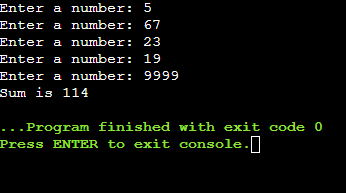 Enter a number: 5
Enter a number: 67
Enter a number: 23
Enter a number: 19
Enter a number: 9999
Sum is 114
...Program finished with exit code 0
Press ENTER to exit console.